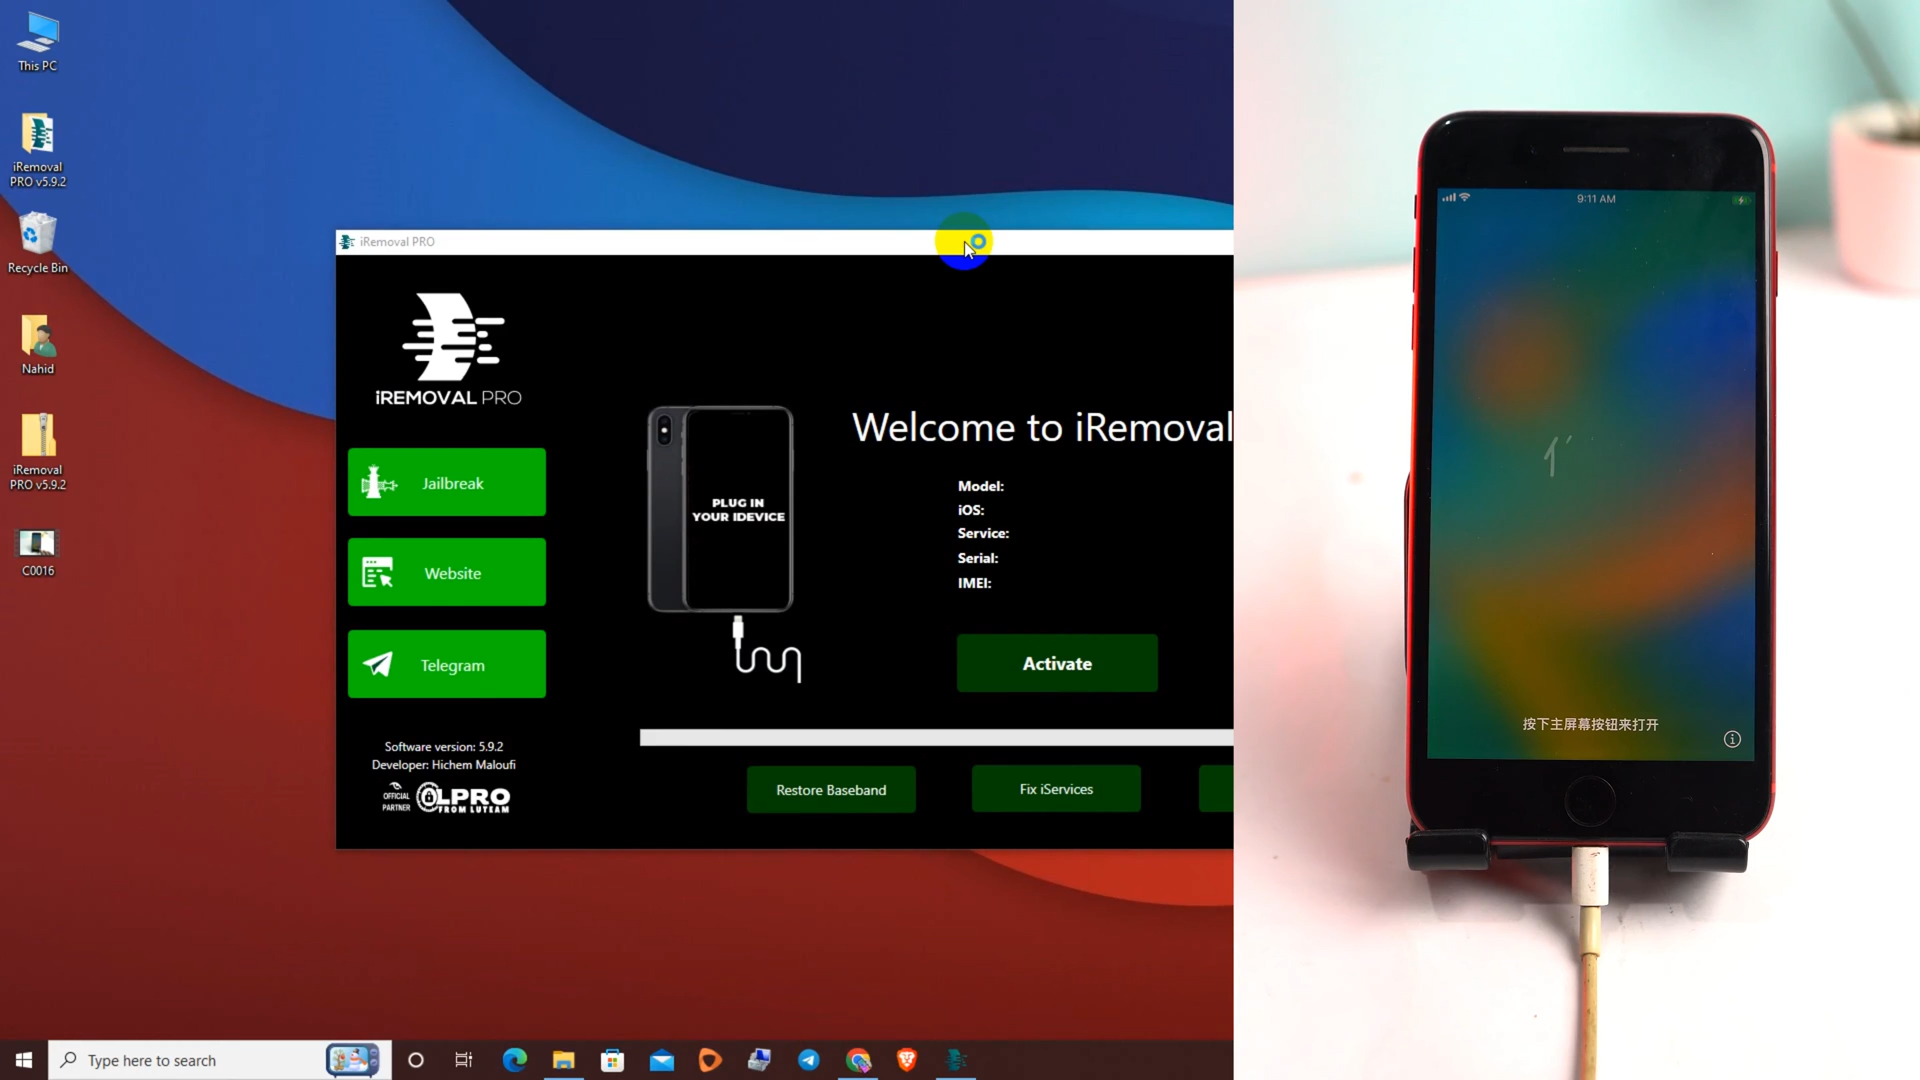 This PC
iRemoval
PRO v5.9.2
Recycle Bin
Nahid
iRemoval
PRO v5.9.2
C0016
iRemoval PRO
iREMOVAL PRO
Jailbreak
Website
Telegram
Software version: 5.9.2
Developer: Hichem Maloufi
OFFICIAL
PARTNER
LPRO
FROM LUTEAM
PLUG IN
YOUR IDEVICE
Welcome to iRemoval
Model:
iOS:
Service:
Serial:
IMEI:
Activate
Restore Baseband
Fix iServices
Type here to search
9:11 AM
按下主屏幕按钮来打开